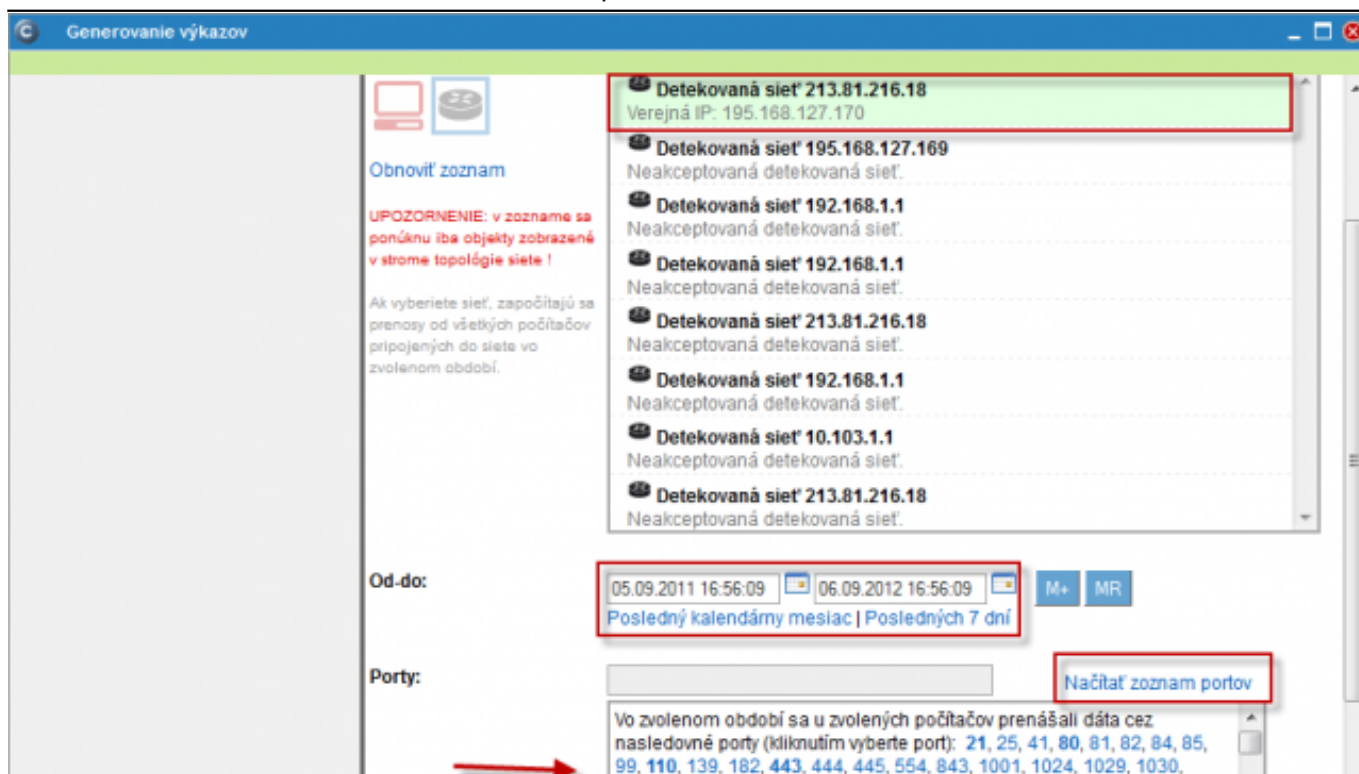 Generovanie výkazov
Detekovaná sieť 213.81.216.18
Verejná IP: 195.168.127.170
Detekovaná sieť 195.168.127.169
Neakceptovaná detekovaná sieť.
Detekovaná sieť 192.168.1.1
Neakceptovaná detekovaná sieť.
Detekovaná sieť 192.168.1.1
Neakceptovaná detekovaná sieť.
Detekovaná sieť 213.81.216.18
Neakceptovaná detekovaná sieť.
Detekovaná sieť 192.168.1.1
Neakceptovaná detekovaná sieť.
Detekovaná sieť 10.103.1.1
Neakceptovaná detekovaná sieť.
Detekovaná sieť 213.81.216.18
Neakceptovaná detekovaná sieť.
Obnoviť zoznam
UPOZORNENIE: v zozname sa
ponúknu iba objekty zobrazené
v strome topológie siete !
Ak vyberiete sieť, započítajú sa
prenosy od všetkých počítačov
pripojených do siete vo
zvolenom období.
Od-do:
05.09.2011 16:56:09 06.09.2012 16:56:09 M+ MR
Posledný kalendárny mesiac | Posledných 7 dní
Porty:
Načítať zoznam portov
Vo zvolenom období sa u zvolených počítačov prenášali dáta cez
nasledovné porty (kliknutím vyberte port): 21, 25, 41, 80, 81, 82, 84, 85,
99, 110, 139, 182, 443, 444, 445, 554, 843, 1001, 1024, 1029, 1030,